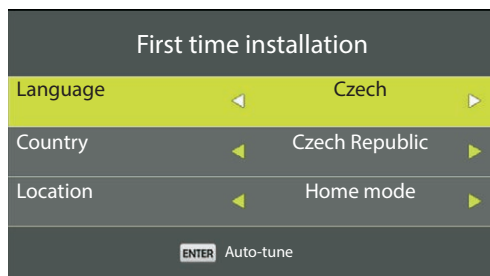 First time installation
Language Czech
Country Czech Republic
Location Home mode
ENTER Auto-tune